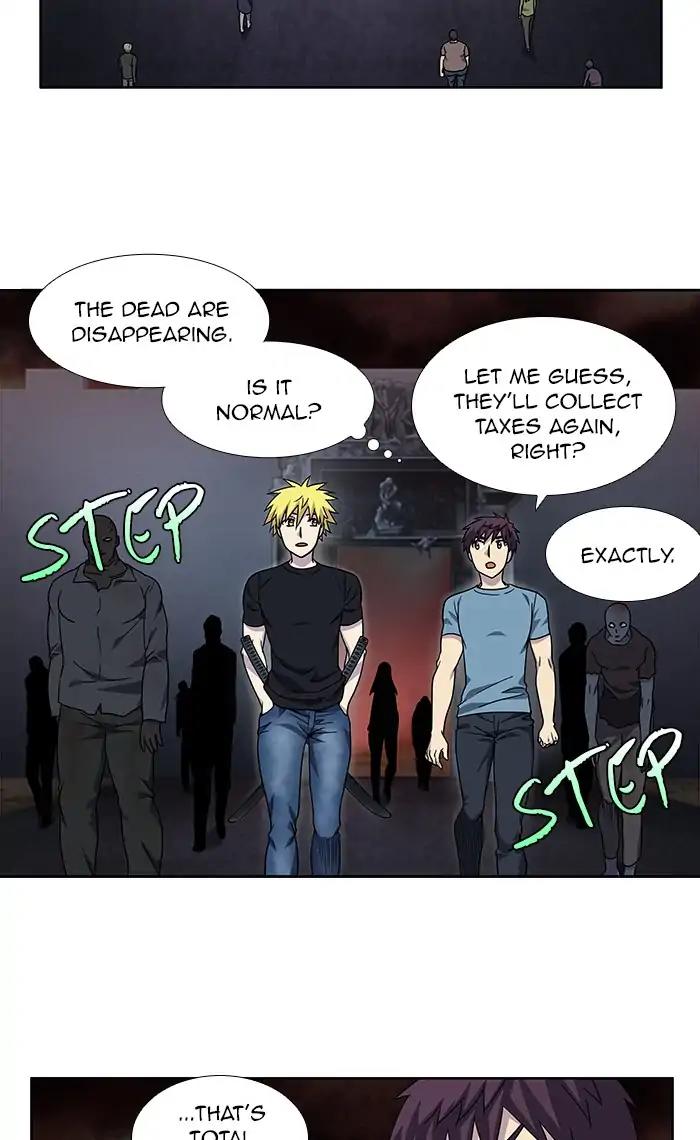 THE DEAD ARE
DISAPPEARING.
IS IT
NORMAL?
LET ME GUESS,
THEY'LL COLLECT
TAXES AGAIN,
RIGHT?
EXACTLY.
STEP
STEP
...THAT'S
TOTAL